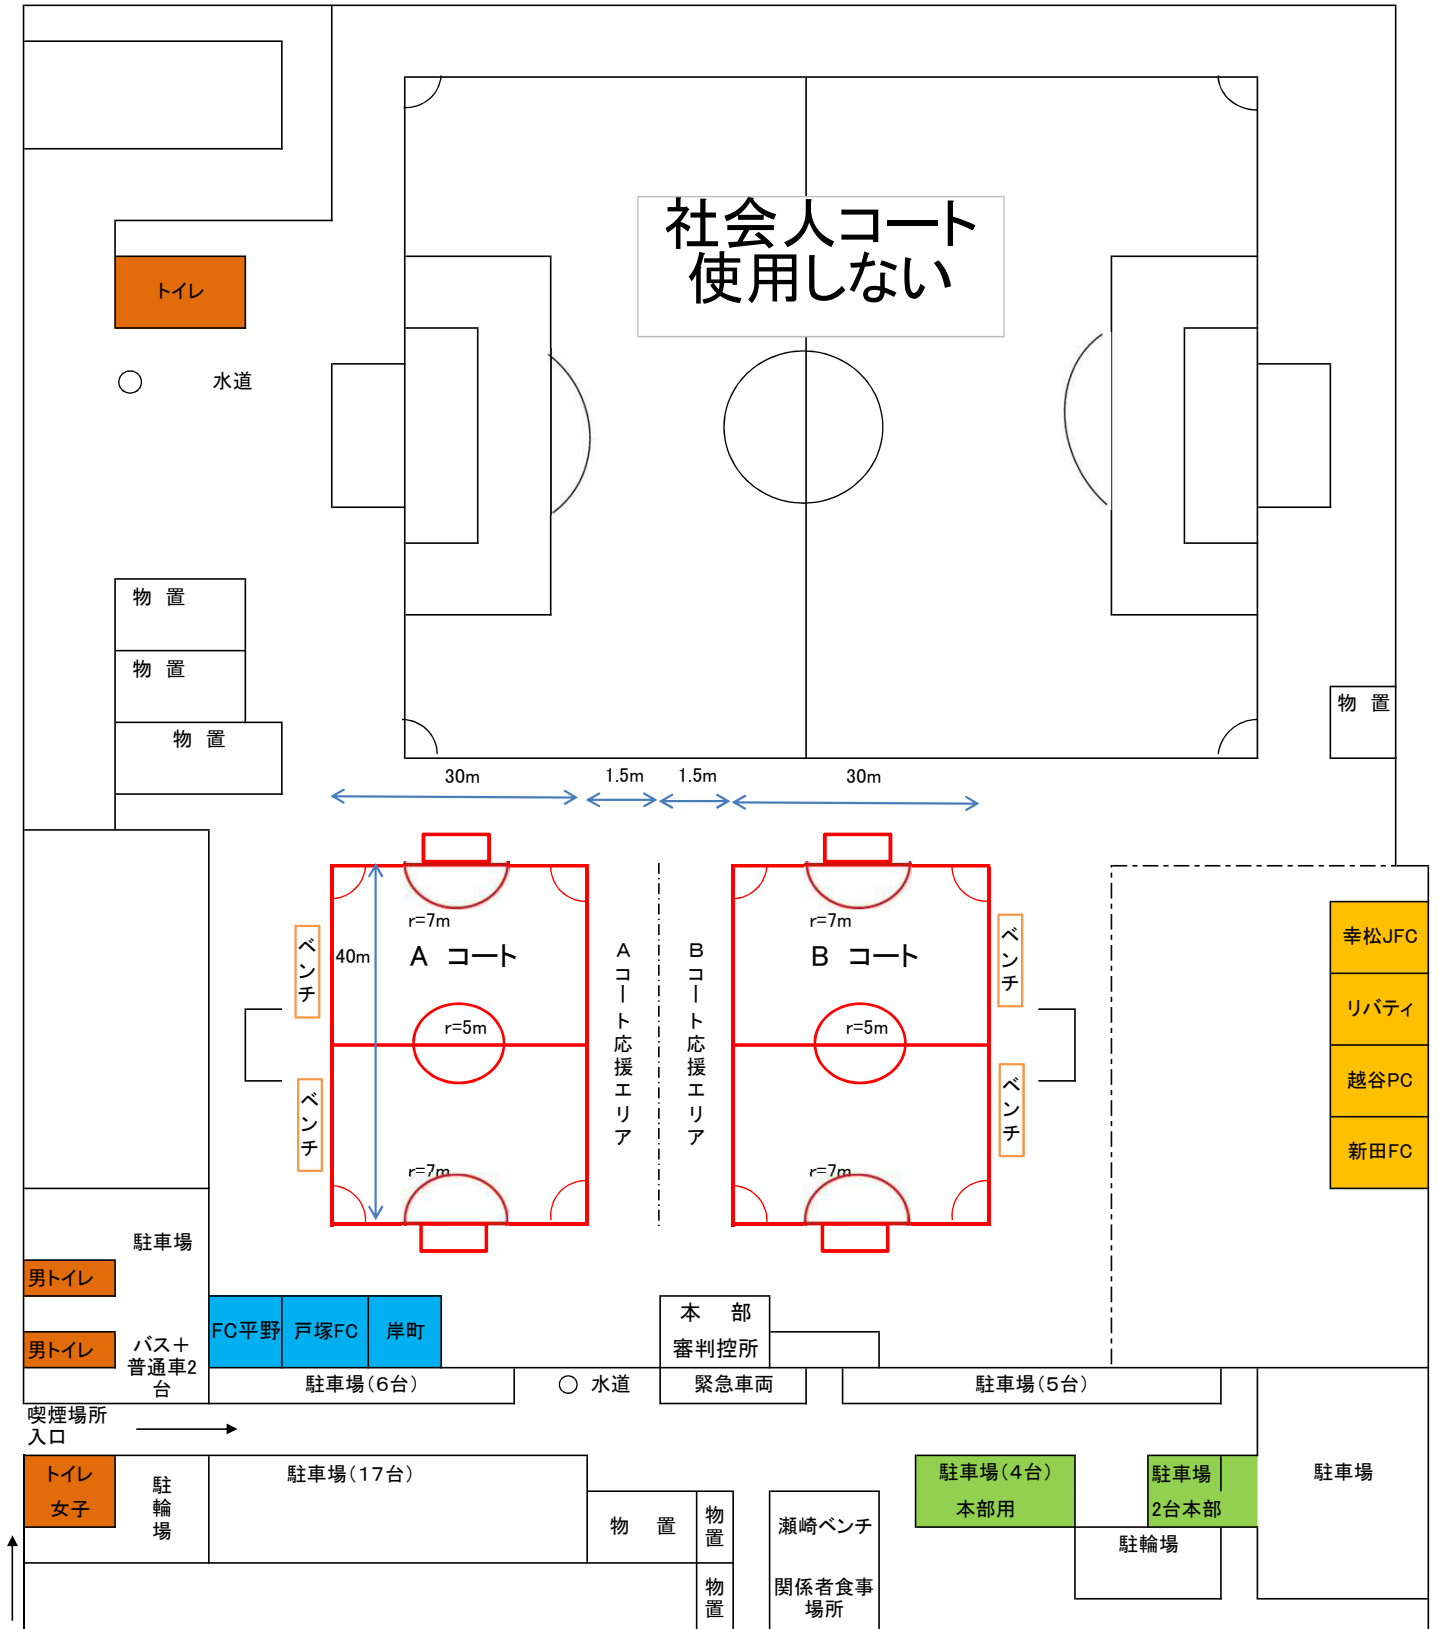 社会人コート
使用しない
トイレ
水道
物 置
物 置
物 置
物 置
30m
1.5m
1.5m
30m
r=7m
r=7m
ベンチ
40m
A コート
Aコート応援エリア
Bコート応援エリア
B コート
ベンチ
幸松JFC
リバティ
越谷PC
新田FC
r=5m
r=5m
ベンチ
ベンチ
r=7m
r=7m
駐車場
男トイレ
男トイレ
バス＋
普通車2
台
FC平野
戸塚FC
岸町
本 部
審判控所
駐車場(6台)
水道
緊急車両
駐車場(5台)
喫煙場所
入口
トイレ
女子
駐輪場
駐車場(17台)
物 置
物置
物置
瀬崎ベンチ
関係者食事
場所
駐車場(4台)
本部用
駐車場
2台本部
駐輪場
駐車場